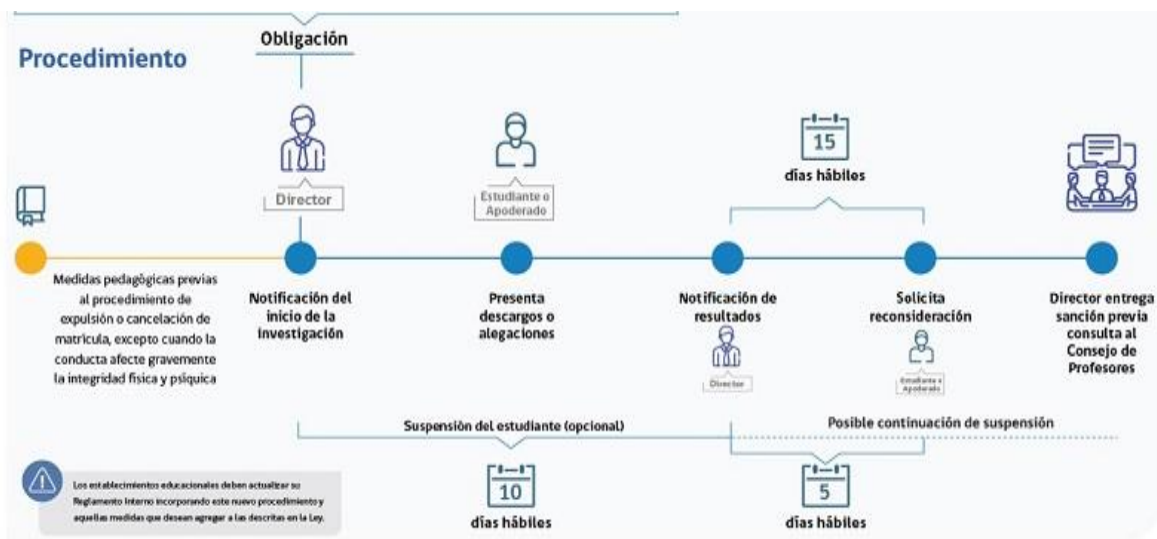 Obligación
Procedimiento
Director
Estudiante o
Apoderado
15
días hábiles
Medidas pedagógicas previas
al procedimiento de
expulsión o cancelación de
matrícula, excepto cuando la
conducta afecte gravemente
la integridad física y psíquica
Notificación del
inicio de la
investigación
Presenta
descargos o
alegaciones
Notificación de
resultados
Director
Solicita
reconsideración
Estudiante o
Apoderado
Director entrega
sanción previa
consulta al
Consejo de
Profesores
Suspensión del estudiante (opcional)
Posible continuación de suspensión
10
días hábiles
5
días hábiles
Los establecimientos educacionales deben actualizar su
Reglamento Interno incorporando este nuevo procedimiento y
aquellas medidas que desean agregar a las descritas en la Ley.